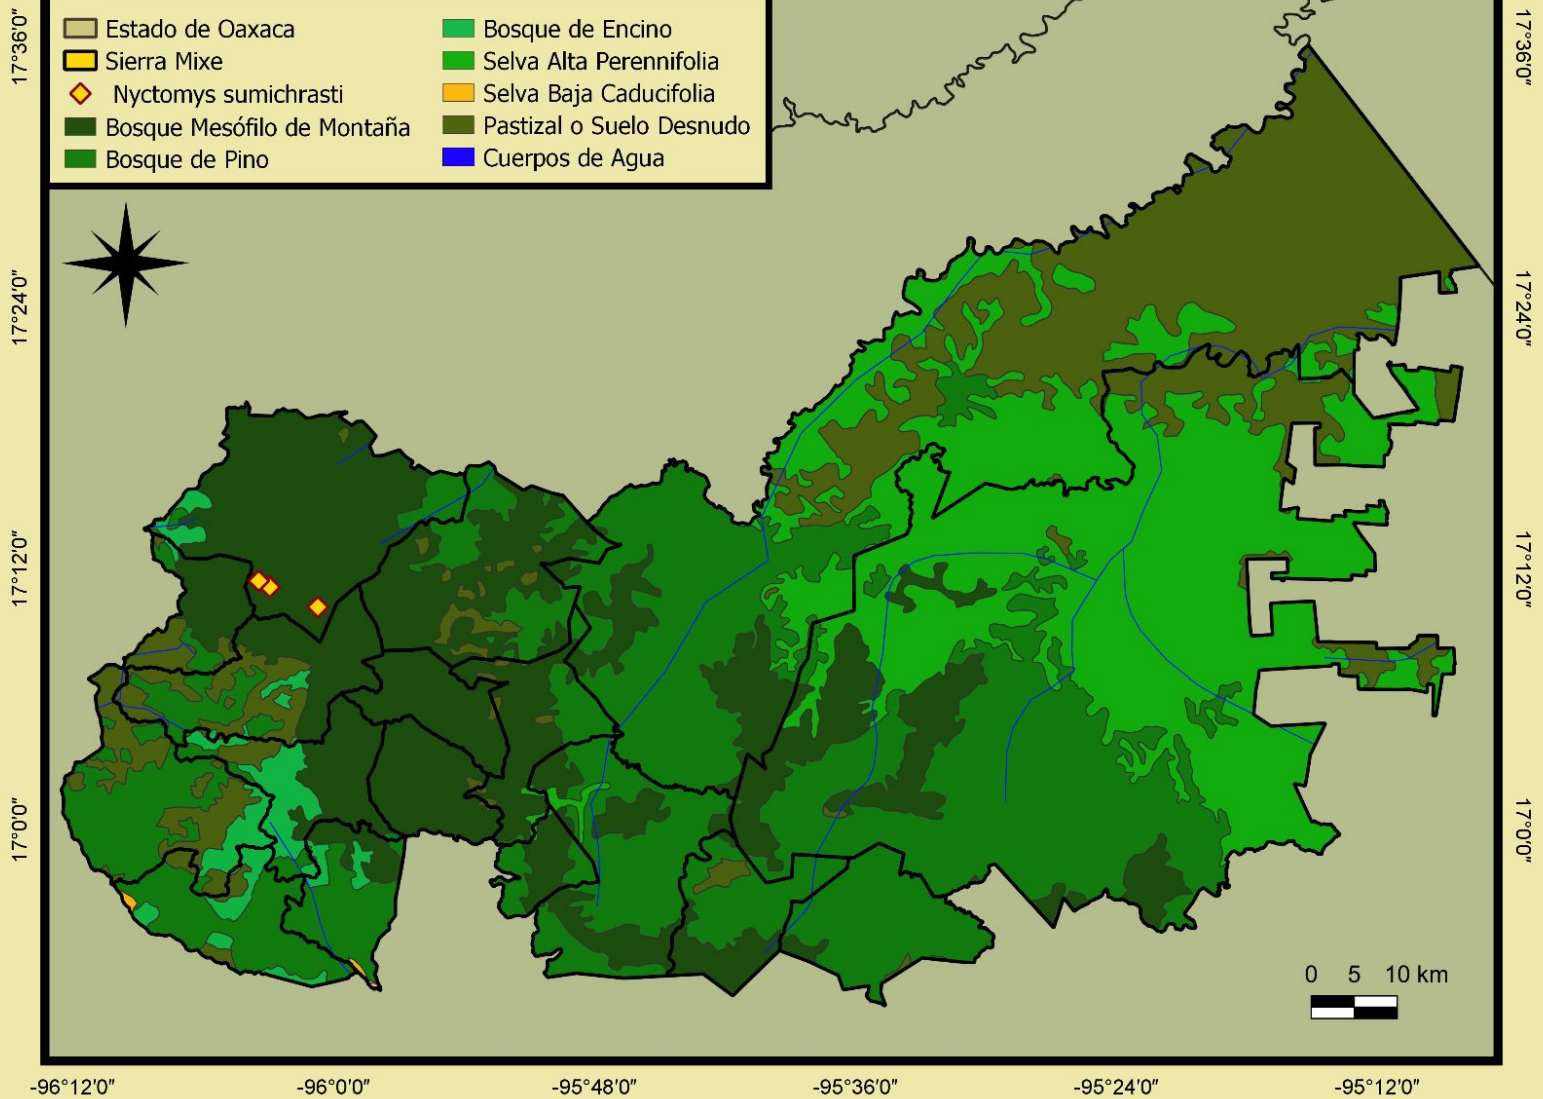 Estado de Oaxaca
Sierra Mixe
Nyctomys sumichrasti
Bosque Mesófilo de Montaña
Bosque de Pino
Bosque de Encino
Selva Alta Perennifolia
Selva Baja Caducifolia
Pastizal o Suelo Desnudo
Cuerpos de Agua
17°36'0"
17°24'0"
17°12'0"
17°0'0"
17°36'0"
17°24'0"
17°12'0"
17°0'0"
0 5 10 km
-96°12'0" -96°0'0" -95°48'0" -95°36'0" -95°24'0" -95°12'0"